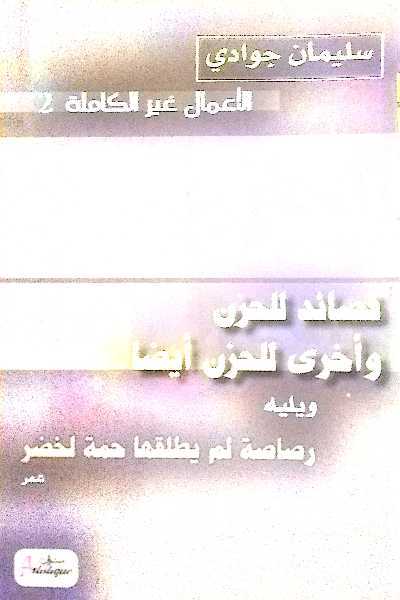 سليمان جوادي
الأعمال غير الكاملة 2
قصائد للحزن
وأخرى للحزن أيضا
ويليه
رصاصة لم يطلقها حمة لخضر
شعر